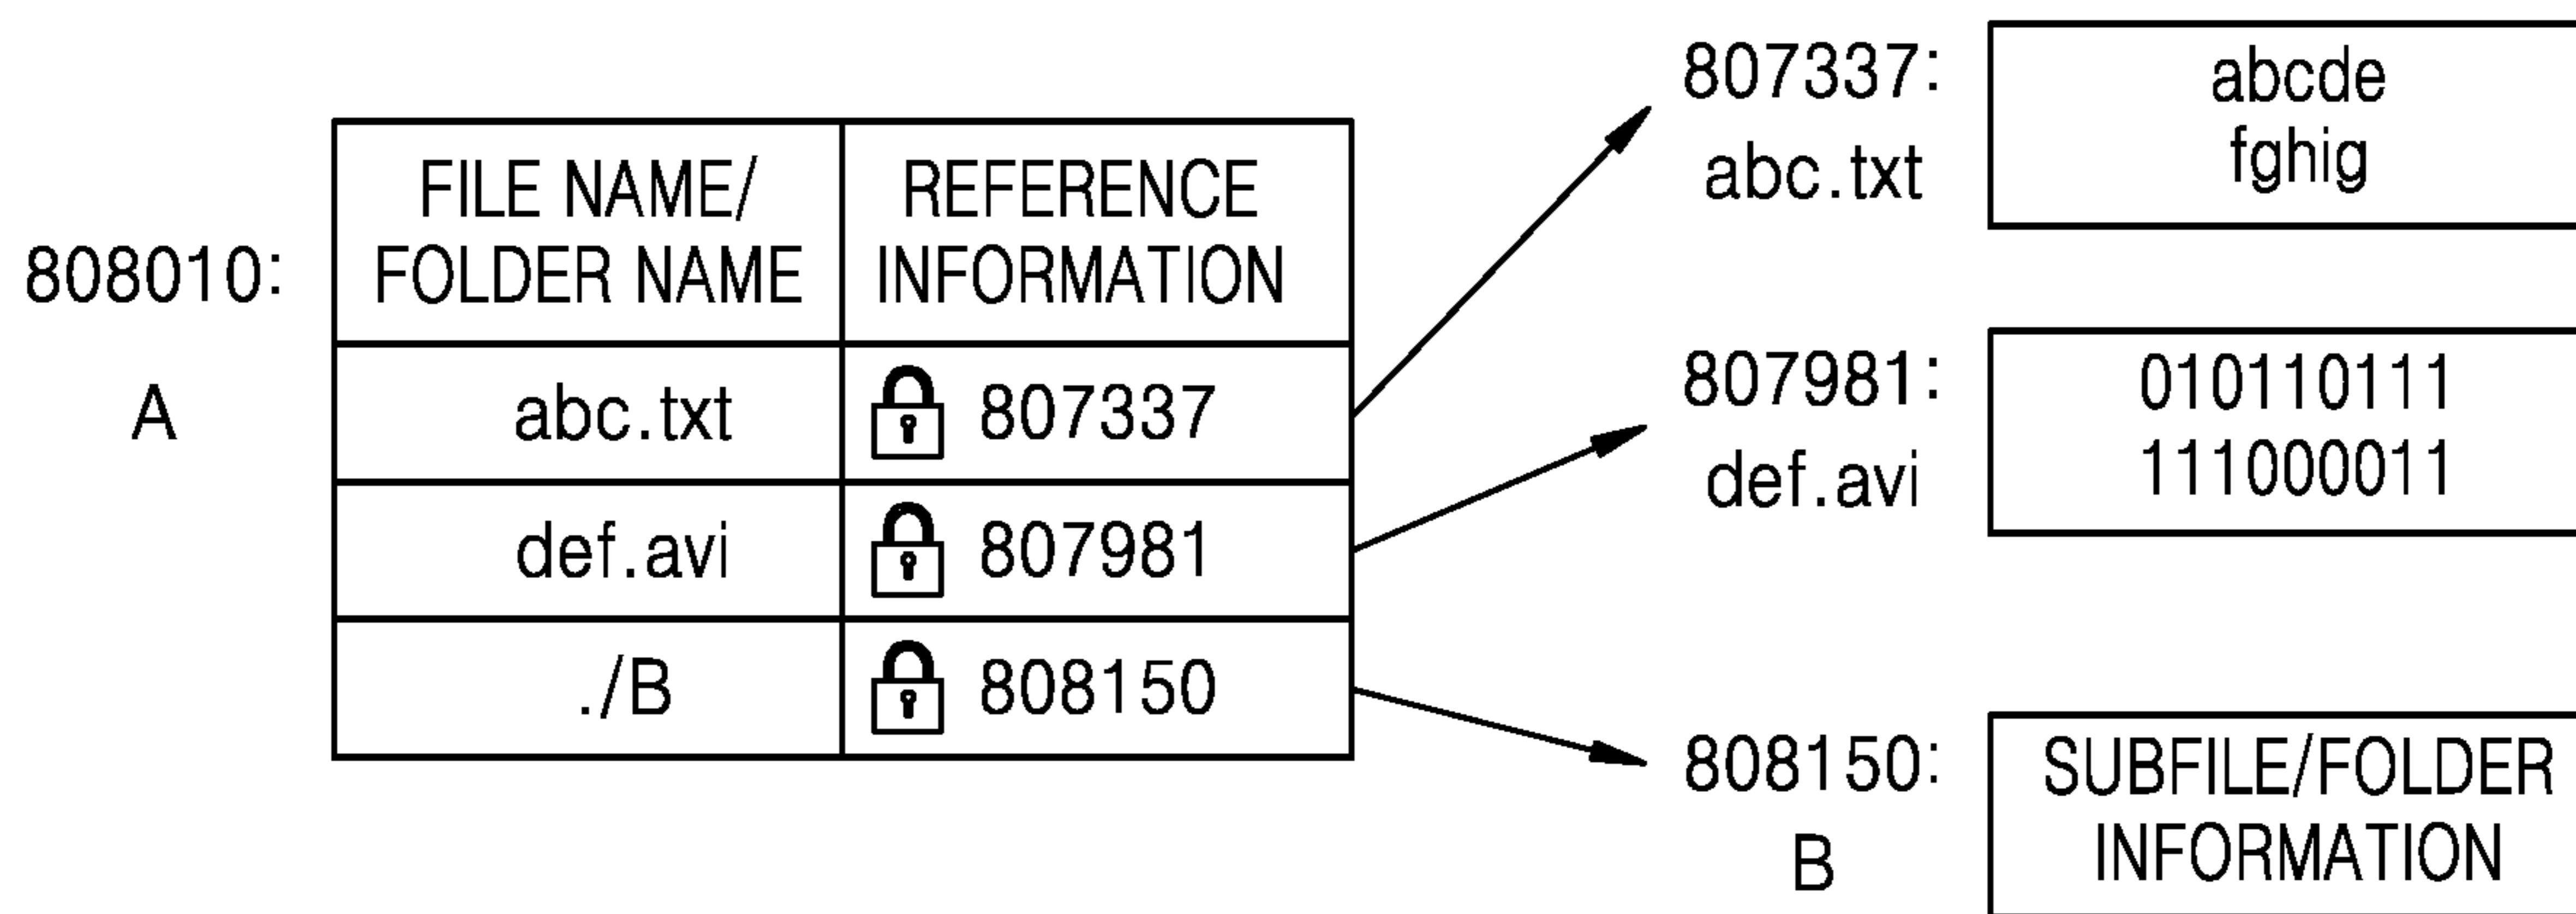 808010:
A
FILE NAME/
FOLDER NAME
REFERENCE
INFORMATION
abc.txt
807337
def.avi
807981
./B
808150
807337:
abc.txt
abcde
fghig
807981:
def.avi
010110111
111000011
808150:
B
SUBFILE/FOLDER
INFORMATION